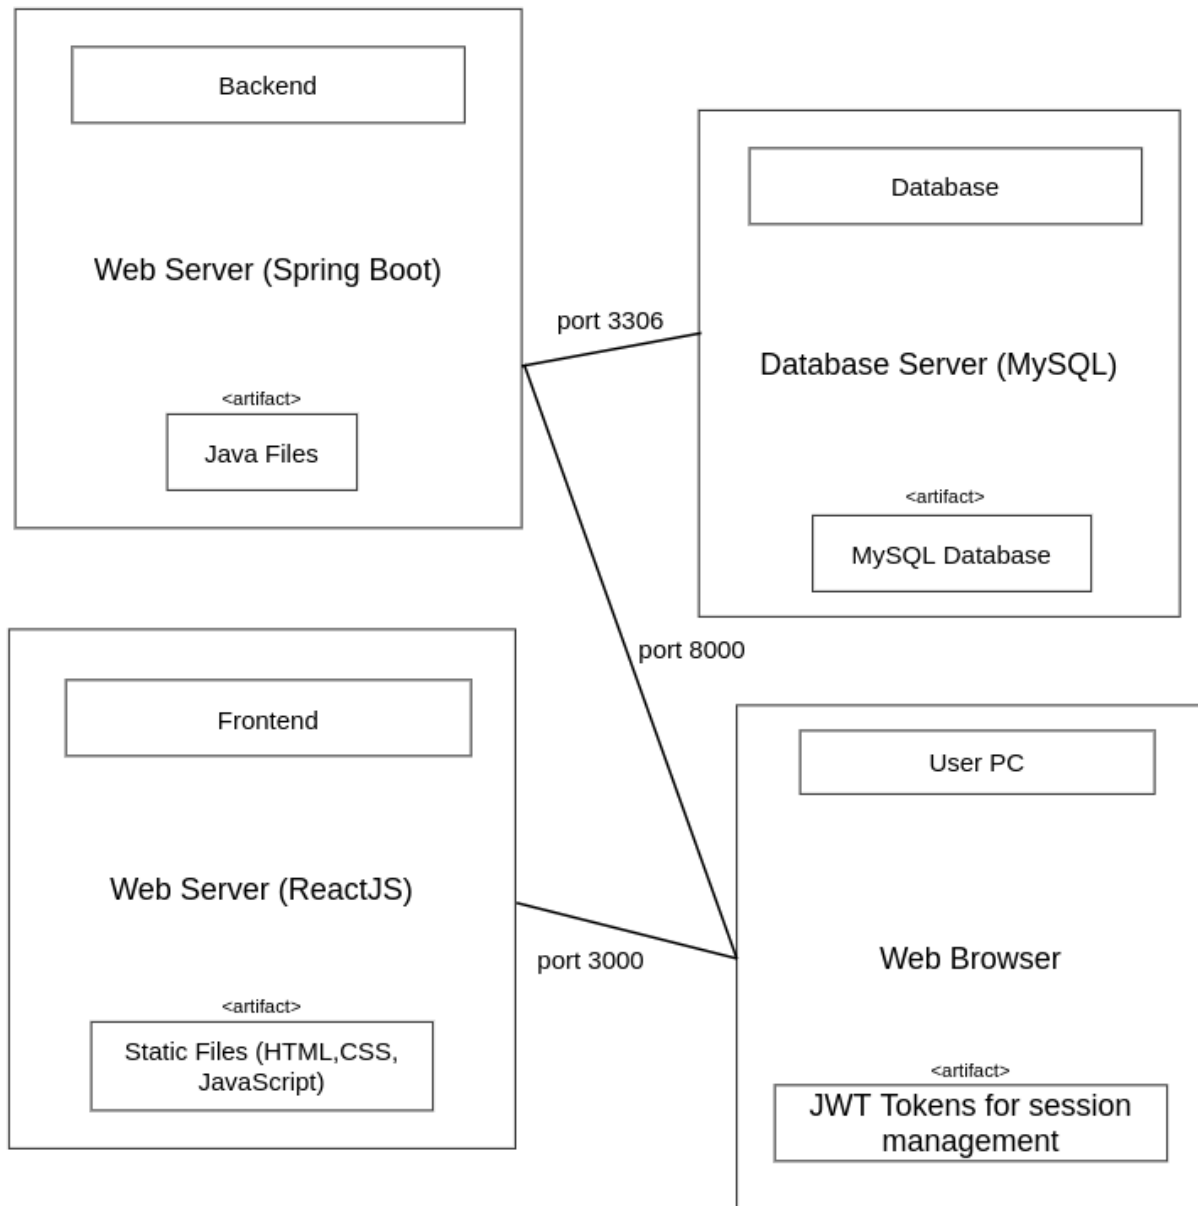 Backend
Web Server (Spring Boot)
<artifact>
Java Files
port 3306
Database
Database Server (MySQL)
<artifact>
MySQL Database
port 8000
Frontend
Web Server (ReactJS)
<artifact>
Static Files (HTML,CSS,
JavaScript)
port 3000
User PC
Web Browser
<artifact>
JWT Tokens for session
management